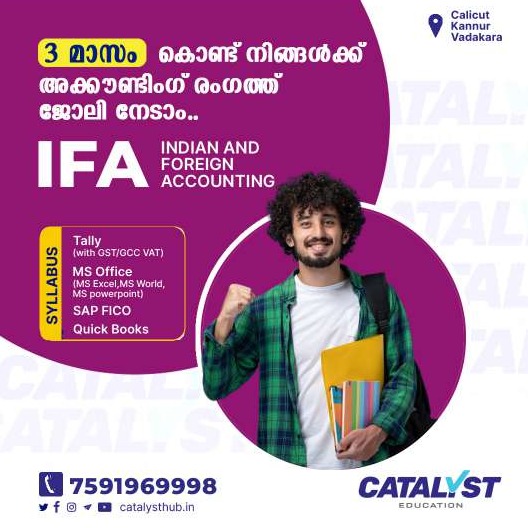 Calicut
Kannur
Vadakara
3 മാസം കൊണ്ട് നിങ്ങൾക്ക്
അക്കൗണ്ടിംഗ് രംഗത്ത്
ജോലി നേടാം..
IFA INDIAN AND
FOREIGN
ACCOUNTING
SYLLABUS
Tally
(with GST/GCC VAT)
MS Office
(MS Excel,MS World,
MS powerpoint)
SAP FICO
Quick Books
7591969998
catalysthub.in
CATALYST
EDUCATION